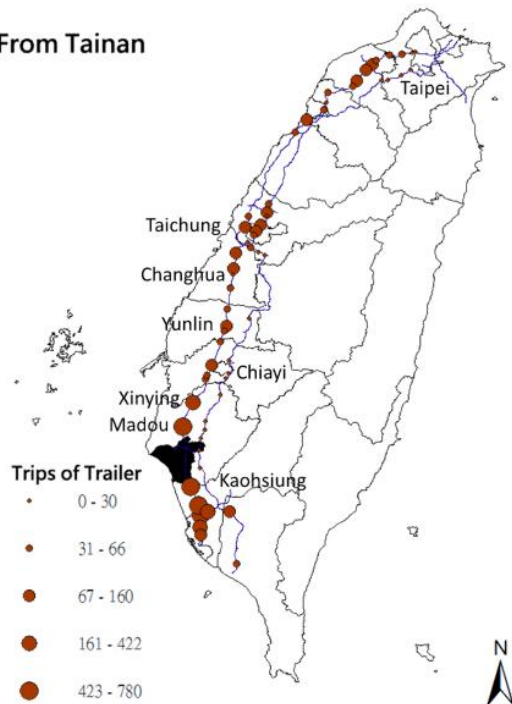 From Tainan
Taipei
Taichung
Changhua
Yunlin
Chiayi
Xinying
Madou
Kaohsiung
Trips of Trailer
0 - 30
31 - 66
67 - 160
161 - 422
423 - 780
N